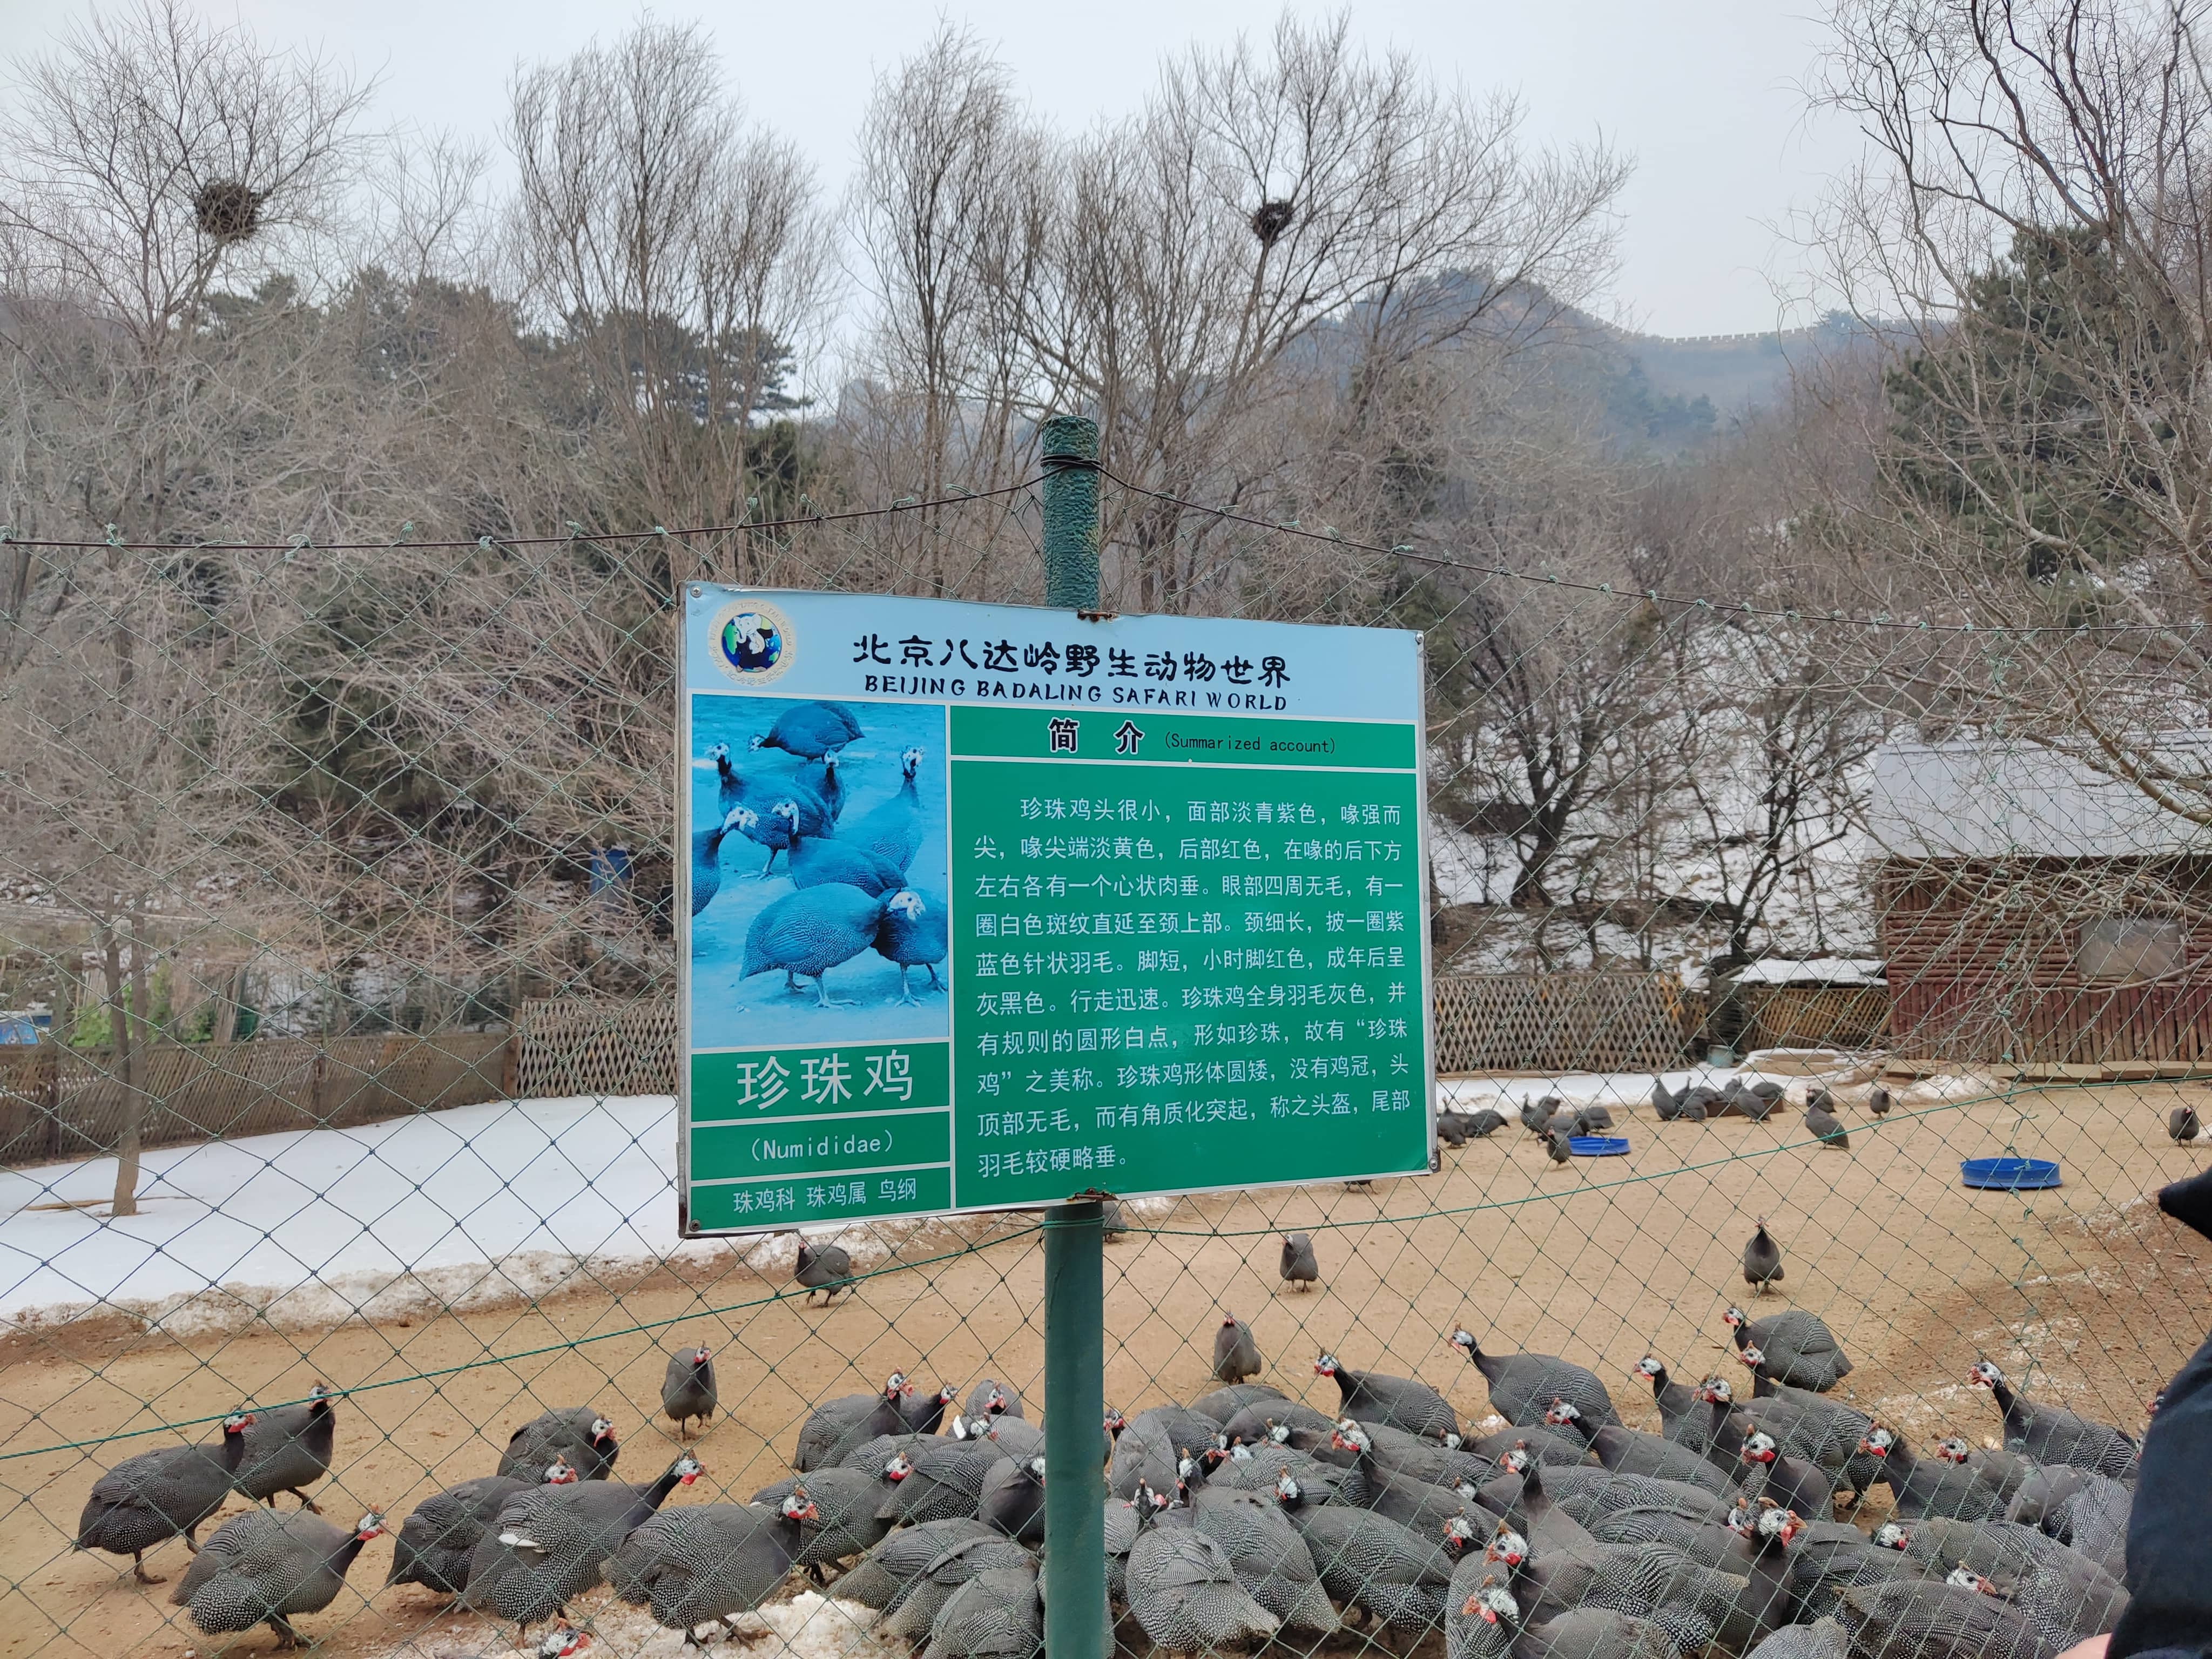 北京八达岭野生动物世界
BEIJING BADALING SAFARI WORLD
简 介 (Summarized account)
珍珠鸡头很小，面部淡青紫色，喙强而
尖，喙尖端淡黄色，后部红色，在喙的后下方
左右各有一个心状肉垂。眼部四周无毛，有一
圈白色斑纹直延至颈上部。颈细长，披一圈紫
蓝色针状羽毛。脚短，小时脚红色，成年后呈
灰黑色。行走迅速。珍珠鸡全身羽毛灰色，并
有规则的圆形白点，形如珍珠，故有“珍珠
鸡”之美称。珍珠鸡形体圆矮，没有鸡冠，头
顶部无毛，而有角质化突起，称之头盔，尾部
羽毛较硬略垂。
珍珠鸡
（Numididae）
珠鸡科 珠鸡属 鸟纲